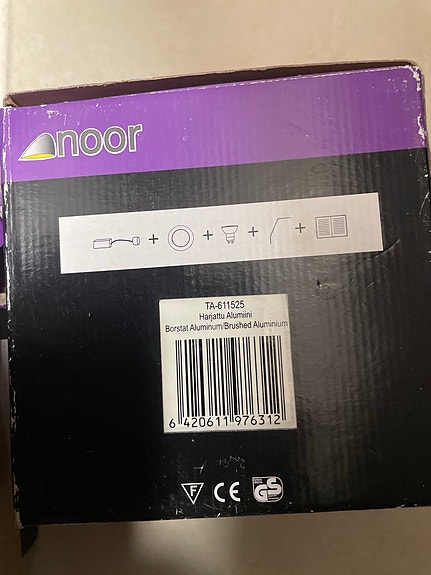 noor
TA-611525
Harjattu Alumiini
Borstat Aluminum/Brushed Aluminium
6 420611 976312
F CE GS